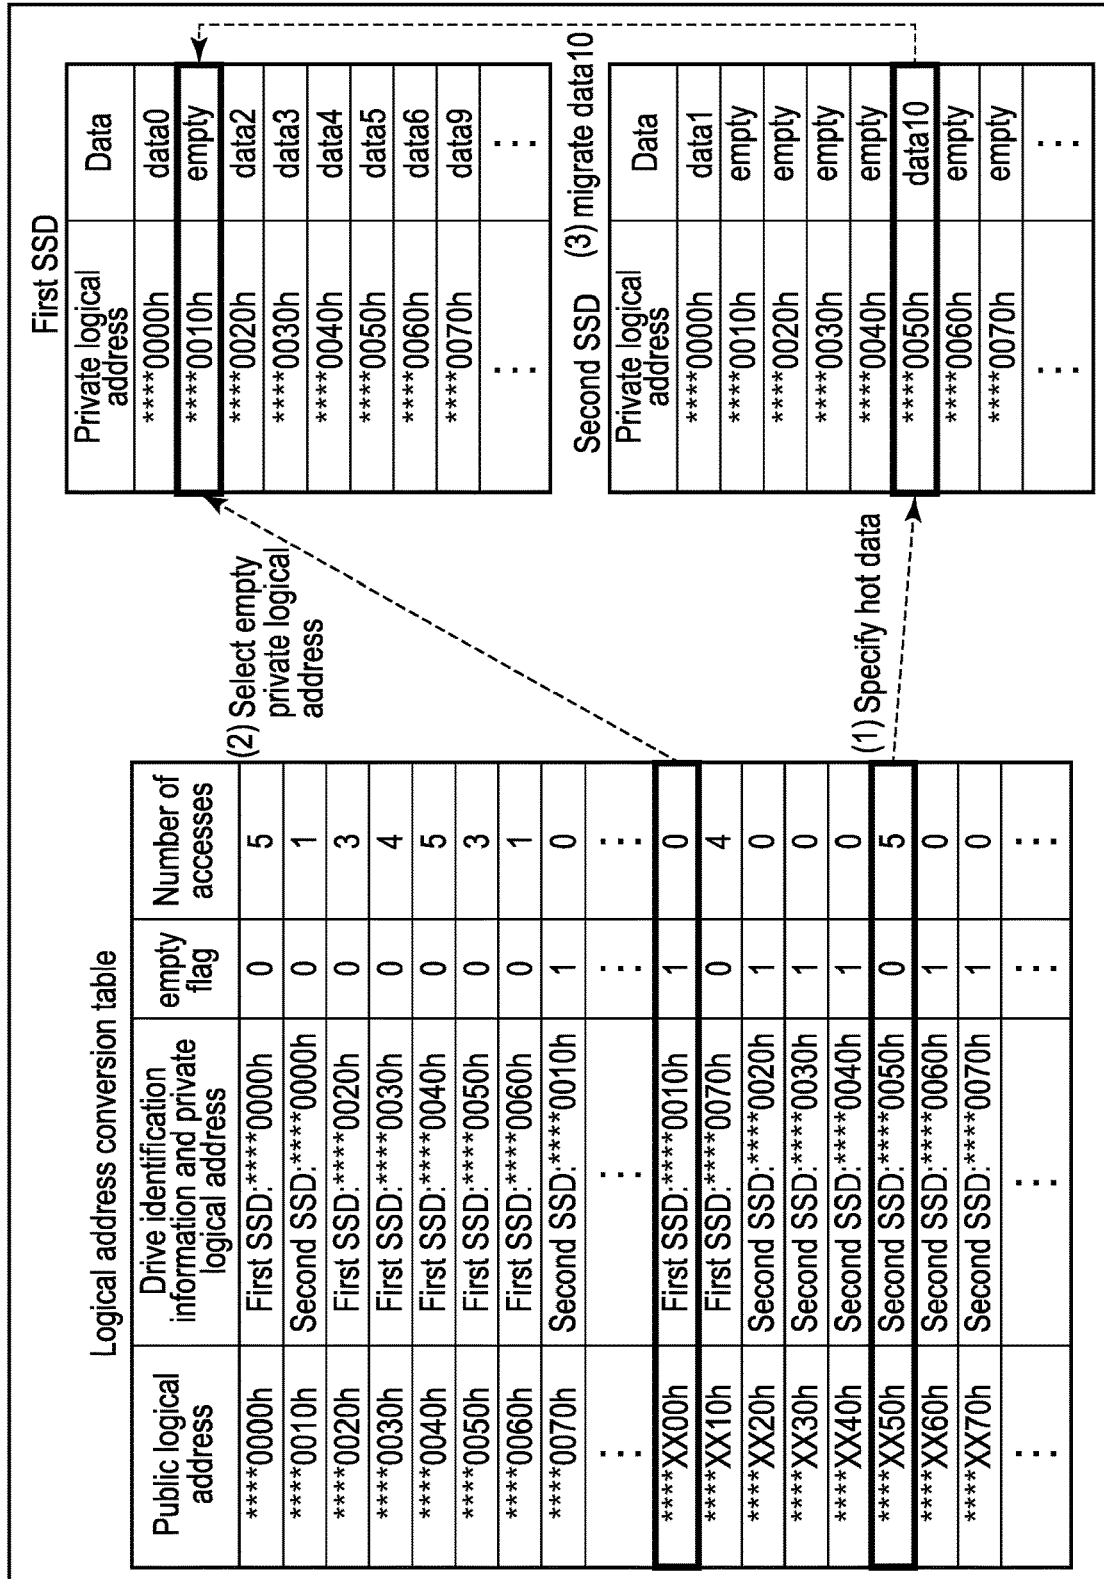 Logical address conversion table
Public logical
address
Drive identification
information and private
logical address
empty
flag
Number of
accesses
****0000h First SSD:****0000h 0 5
****0010h Second SSD:****0000h 0 1
****0020h First SSD:****0020h 0 3
****0030h First SSD:****0030h 0 4
****0040h First SSD:****0040h 0 5
****0050h First SSD:****0050h 0 3
****0060h First SSD:****0060h 0 1
****0070h Second SSD:****0010h 1 0
... ... ... ...
****XX00h First SSD:****0010h 1 0
****XX10h First SSD:****0070h 0 4
****XX20h Second SSD:****0020h 1 0
****XX30h Second SSD:****0030h 1 0
****XX40h Second SSD:****0040h 1 0
****XX50h Second SSD:****0050h 0 5
****XX60h Second SSD:****0060h 1 0
****XX70h Second SSD:****0070h 1 0
... ... ... ...
(2) Select empty
private logical
address
(1) Specify hot data
First SSD
Private logical
address
Data
****0000h data0
****0010h empty
****0020h data2
****0030h data3
****0040h data4
****0050h data5
****0060h data6
****0070h data9
... ...
Second SSD
(3) migrate data10
Private logical
address
Data
****0000h data1
****0010h empty
****0020h empty
****0030h empty
****0040h empty
****0050h data10
****0060h empty
****0070h empty
... ...